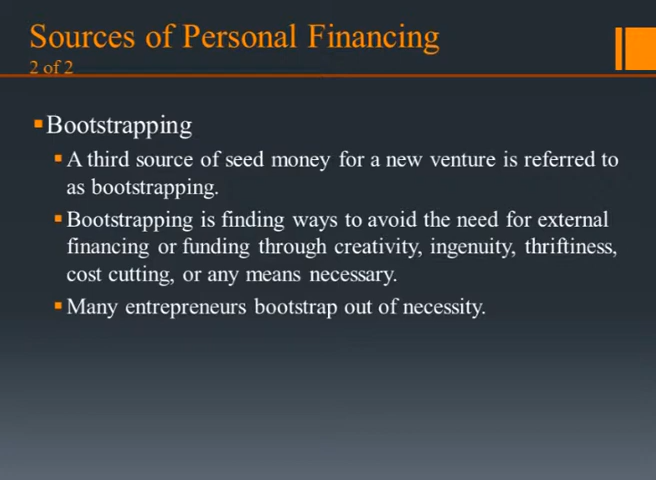 Sources of Personal Financing
2 of 2
Bootstrapping
A third source of seed money for a new venture is referred to
as bootstrapping.
Bootstrapping is finding ways to avoid the need for external
financing or funding through creativity, ingenuity, thriftiness,
cost cutting, or any means necessary.
Many entrepreneurs bootstrap out of necessity.